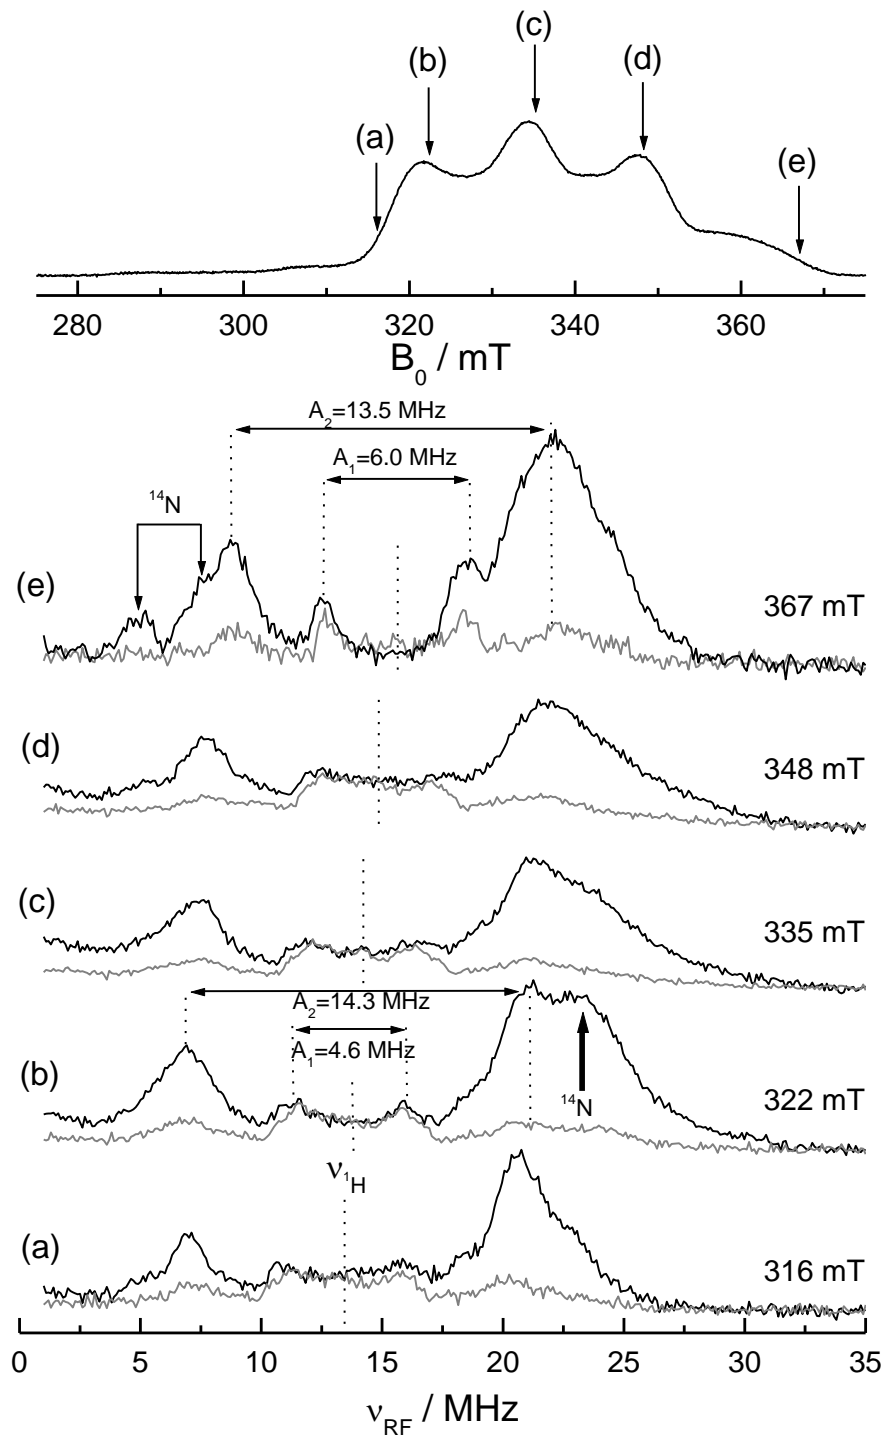 (c)
(b) (d)
(a) (e)
280 300 320 340 360
B₀ / mT
A₂=13.5 MHz
A₁=6.0 MHz
¹⁴N
(e) 367 mT
(d) 348 mT
(c) 335 mT
A₂=14.3 MHz
A₁=4.6 MHz
(b) ¹⁴N 322 mT
ν₁H
(a) 316 mT
0 5 10 15 20 25 30 35
ν_RF / MHz